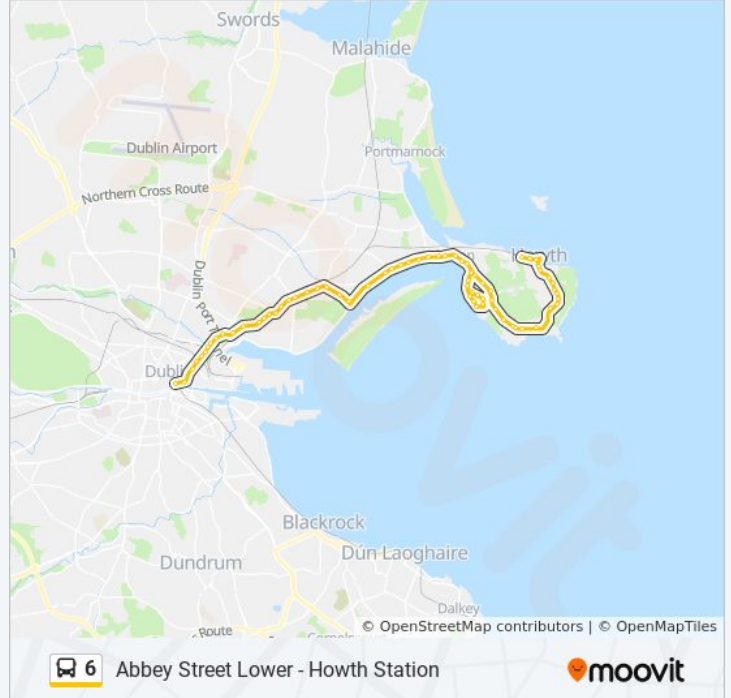 Swords
Malahide
Dublin Airport
Portmarnock
Northern Cross Route
Howth
Dublin Port Tunnel
Dublin
Blackrock
Dún Laoghaire
Dundrum
Dalkey
Route
© OpenStreetMap contributors | © OpenMapTiles
6 Abbey Street Lower - Howth Station
moovit